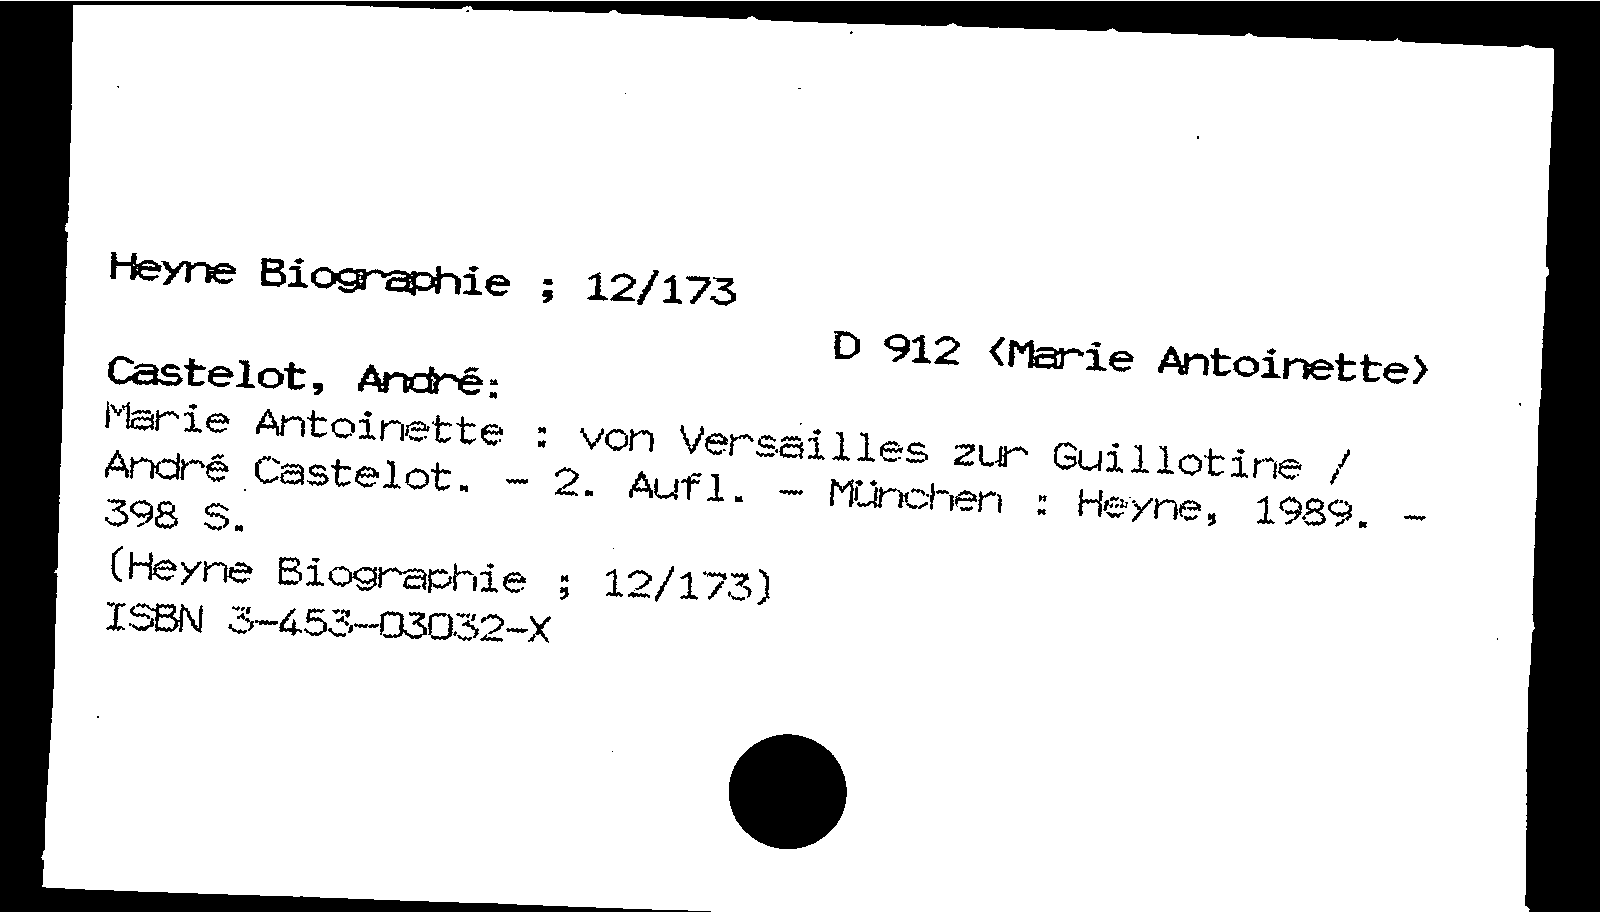 Heyne Biographie ; 12/173
D 912 <Marie Antoinette>
Castelot, André:
Marie Antoinette : von Versailles zur Guillotine /
André Castelot. - 2. Aufl. - München : Heyne, 1989. -
398 S.
(Heyne Biographie ; 12/173)
ISBN 3-453-03032-X